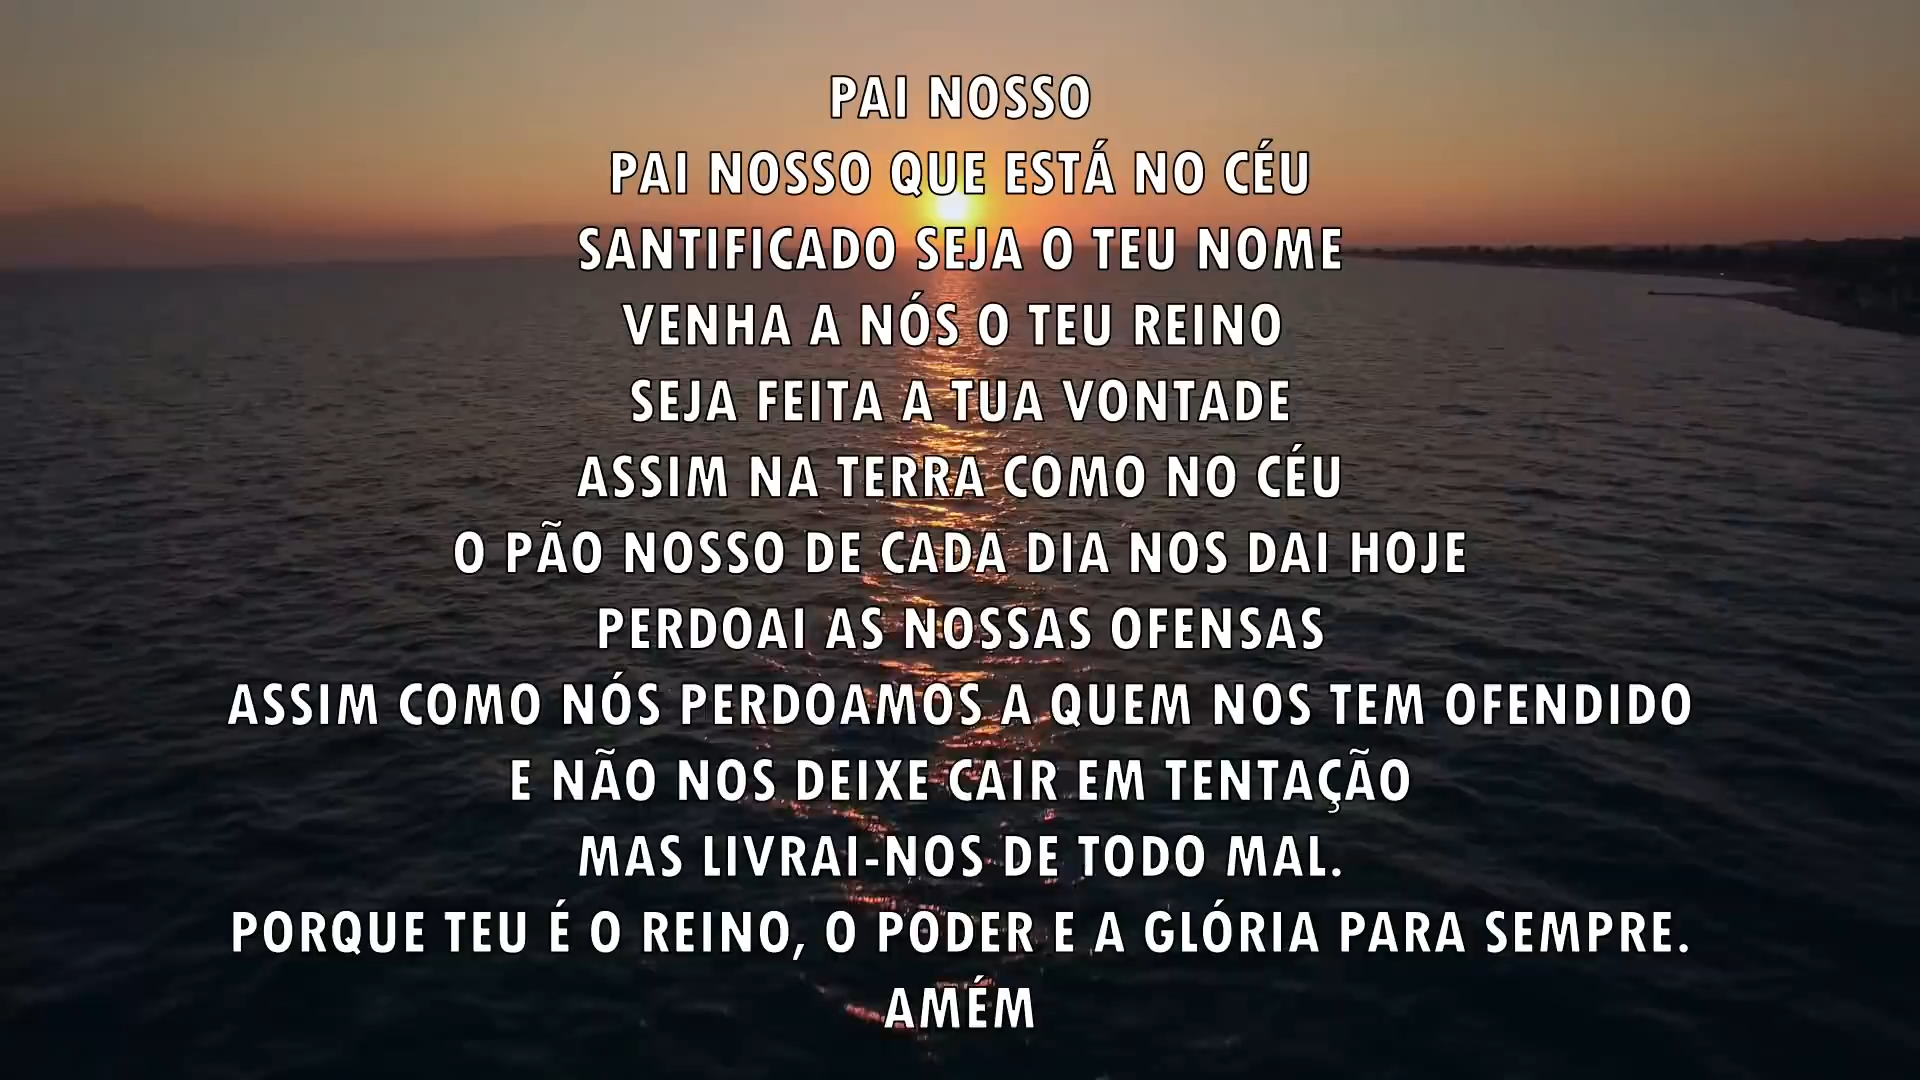 PAI NOSSO
PAI NOSSO QUE ESTÁ NO CÉU
SANTIFICADO SEJA O TEU NOME
VENHA A NÓS O TEU REINO
SEJA FEITA A TUA VONTADE
ASSIM NA TERRA COMO NO CÉU
O PÃO NOSSO DE CADA DIA NOS DAI HOJE
PERDOAI AS NOSSAS OFENSAS
ASSIM COMO NÓS PERDOAMOS A QUEM NOS TEM OFENDIDO
E NÃO NOS DEIXE CAIR EM TENTAÇÃO
MAS LIVRAI-NOS DE TODO MAL.
PORQUE TEU É O REINO, O PODER E A GLÓRIA PARA SEMPRE.
AMÉM